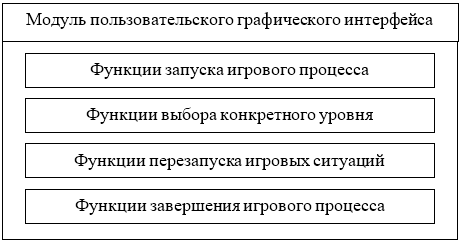 Модуль пользовательского графического интерфейса
Функции запуска игрового процесса
Функции выбора конкретного уровня
Функции перезапуска игровых ситуаций
Функции завершения игрового процесса